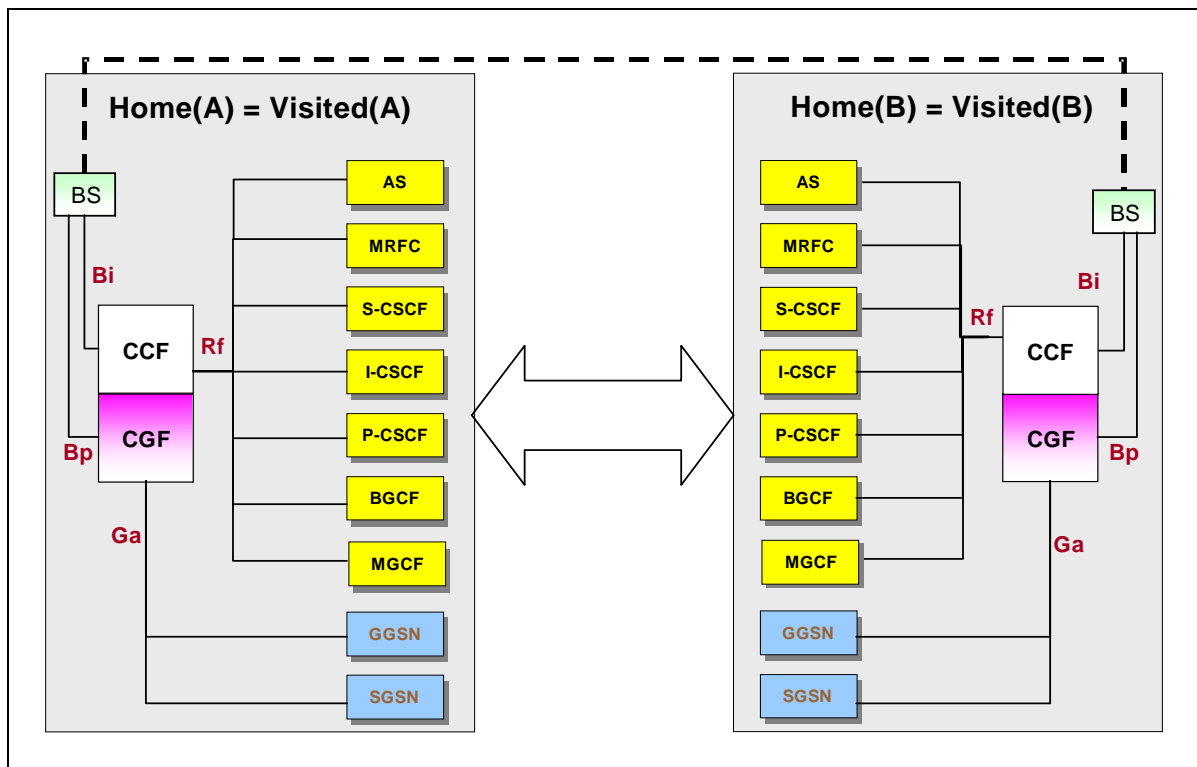 Home(A) = Visited(A)
BS
AS
MRFC
Bi
S-CSCF
CCF
Rf
I-CSCF
CGF
Bp
P-CSCF
BGCF
Ga
MGCF
GGSN
SGSN
Home(B) = Visited(B)
AS
BS
MRFC
Bi
S-CSCF
Rf
CCF
I-CSCF
P-CSCF
CGF
Bp
BGCF
Ga
MGCF
GGSN
SGSN